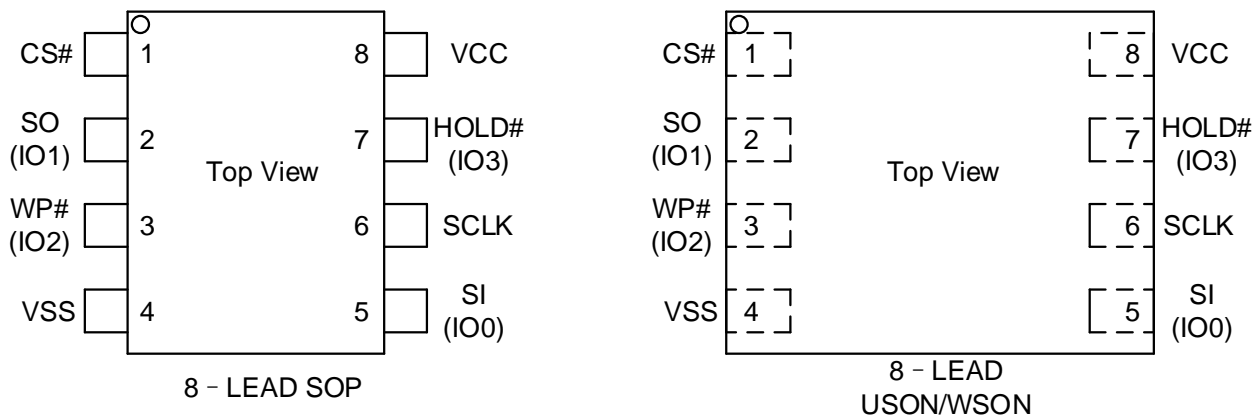 CS#
1
8
VCC
SO
(IO1)
2
7
HOLD#
(IO3)
Top View
WP#
(IO2)
3
6
SCLK
VSS
4
5
SI
(IO0)
8 – LEAD SOP
CS#
1
8
VCC
SO
(IO1)
2
7
HOLD#
(IO3)
Top View
WP#
(IO2)
3
6
SCLK
VSS
4
5
SI
(IO0)
8 – LEAD
USON/WSON